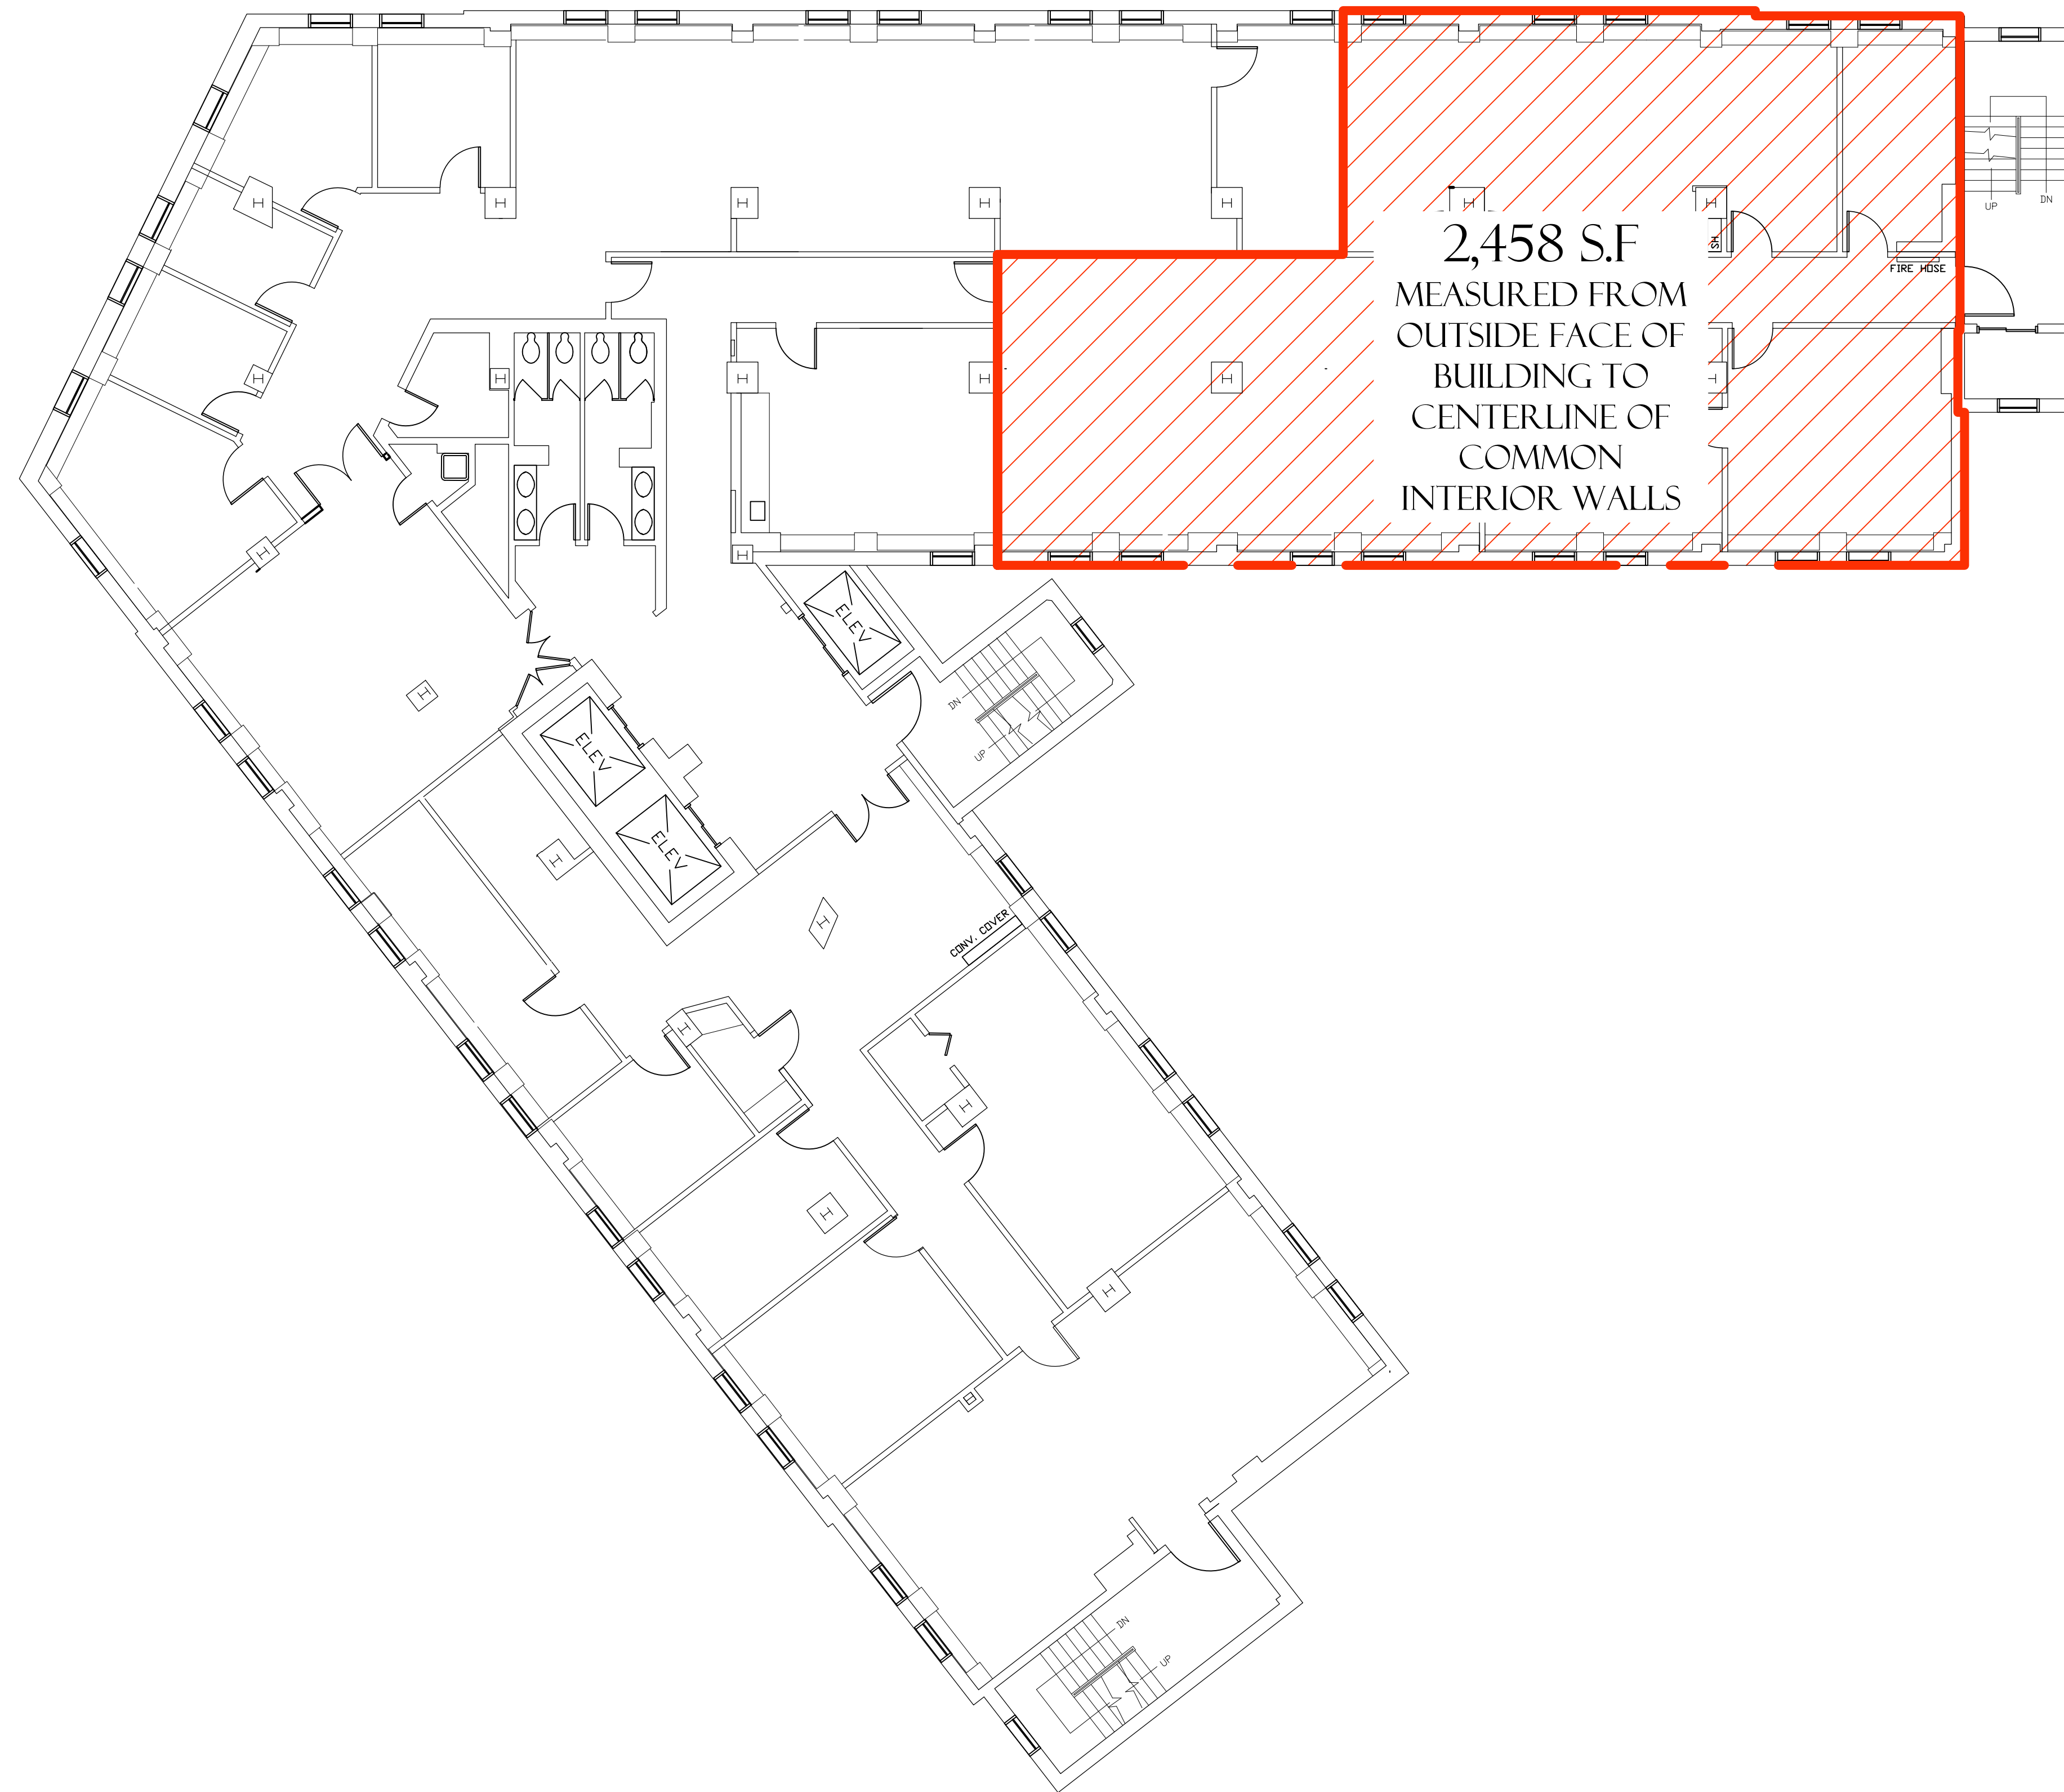 UP
DN
H
H
H
H
H
H
H
SH
2,458 S.F
MEASURED FROM
OUTSIDE FACE OF
BUILDING TO
CENTERLINE OF
COMMON
INTERIOR WALLS
FIRE HOSE
H
H
H
H
H
H
H
H
ELEV
H
DN
UP
ELEV
ELEV
H
H
CONV. COVER
H
H
H
H
DN
UP